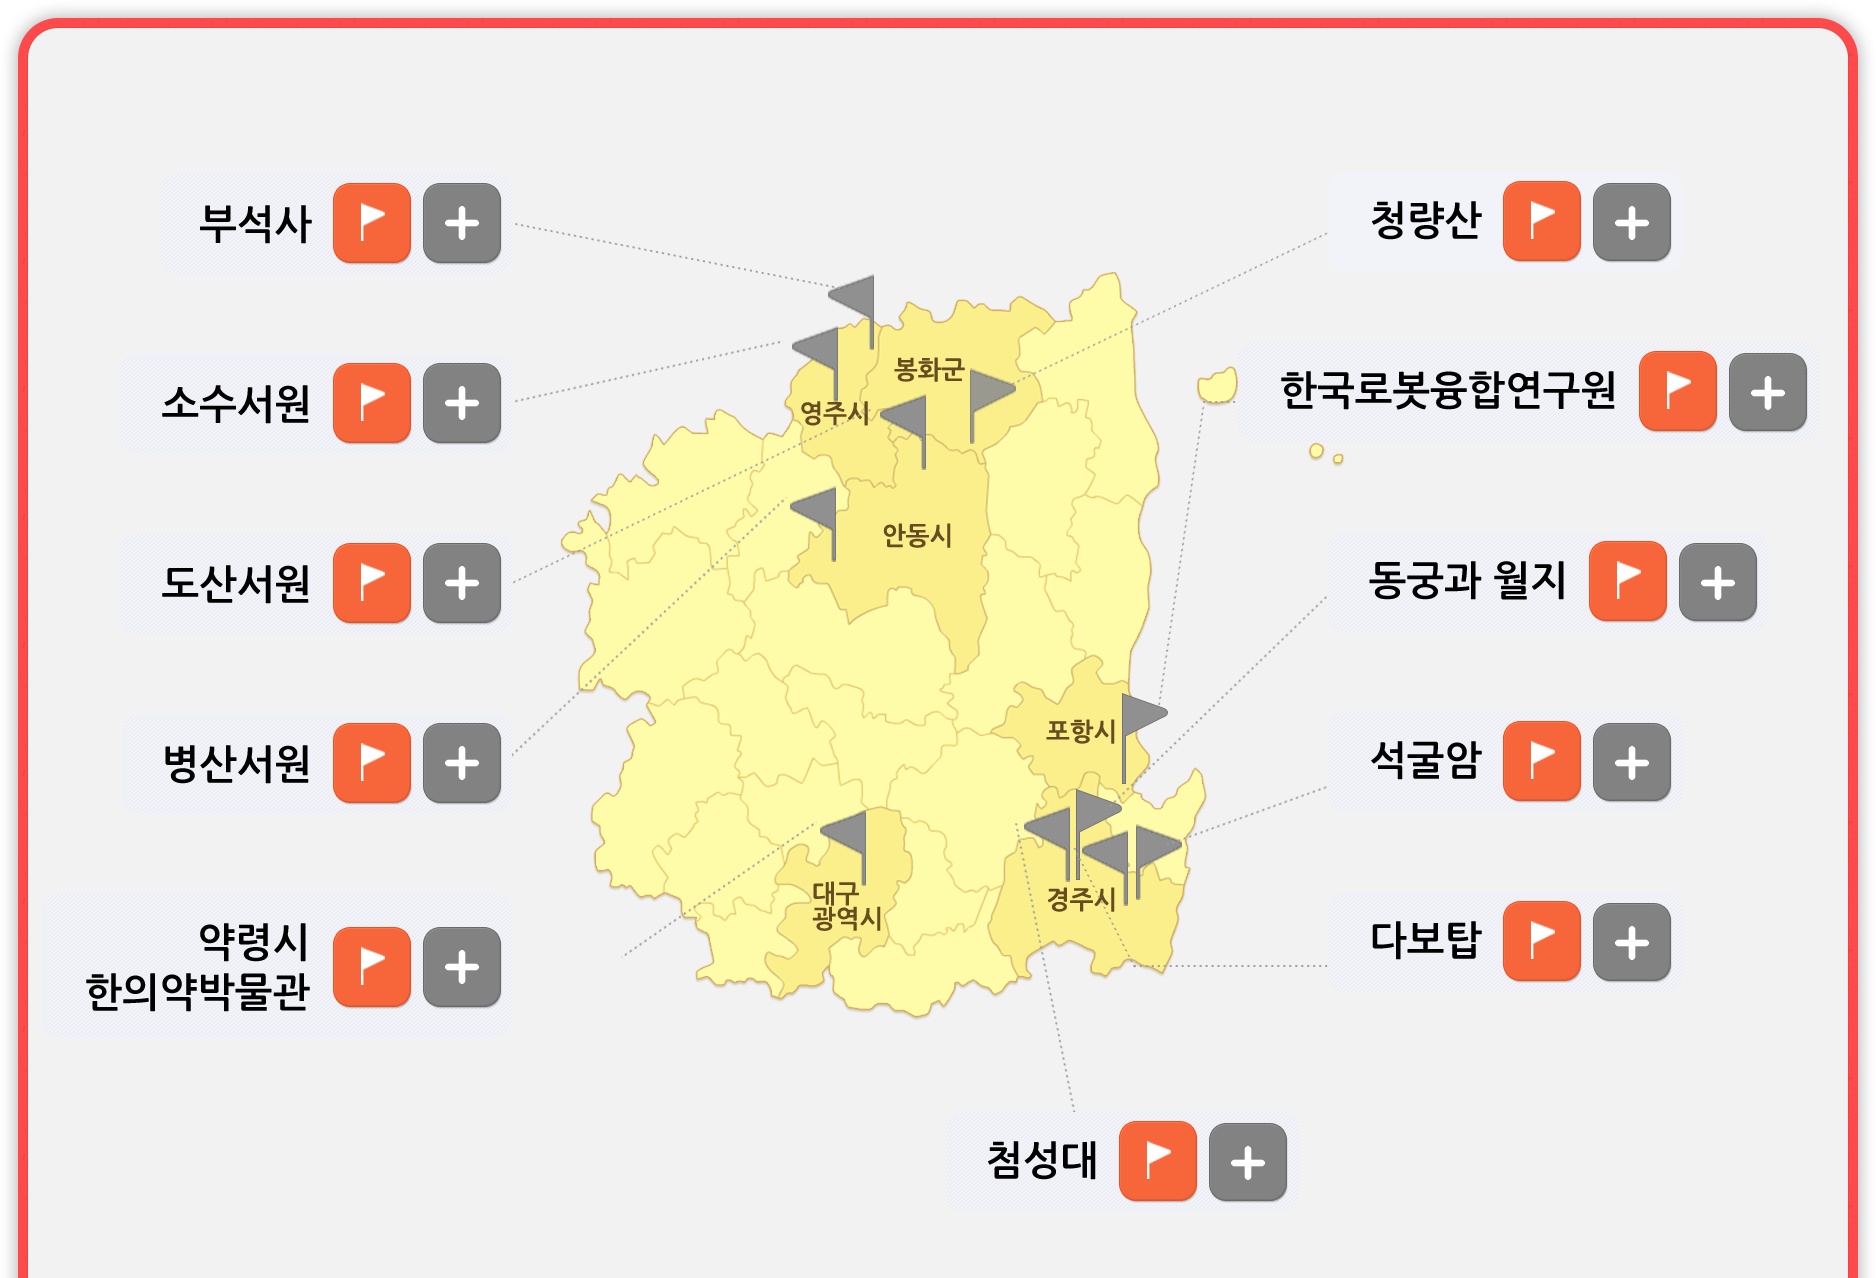 부석사
청량산
소수서원
한국로봇융합연구원
봉화군
영주시
안동시
도산서원
동궁과 월지
병산서원
포항시
석굴암
대구
광역시
경주시
약령시
한의약박물관
다보탑
첨성대